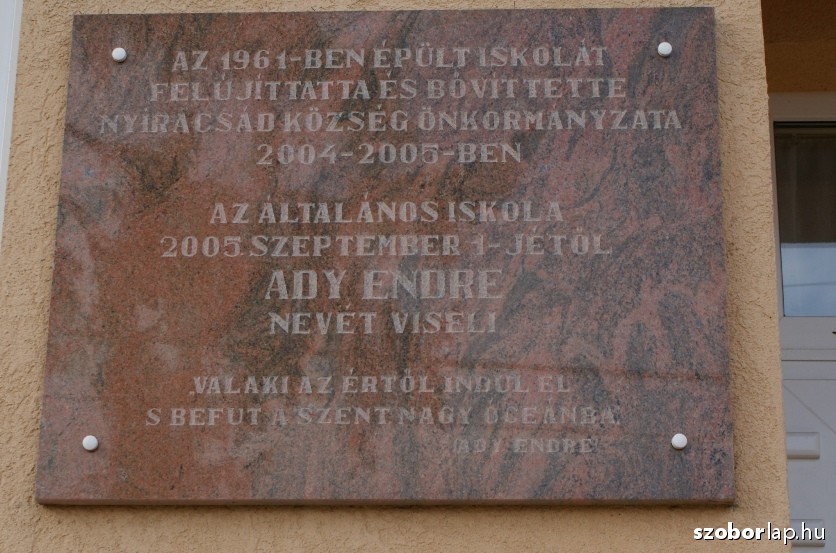 AZ 1961-BEN ÉPÜLT ISKOLÁT
FELÚJÍTTATTA ÉS BŐVÍTTETTE
NYÍRACSÁD KÖZSÉG ÖNKORMÁNYZATA
2004-2005-BEN
AZ ÁLTALÁNOS ISKOLA
2005. SZEPTEMBER 1-JÉTŐL
ADY ENDRE
NEVÉT VISELI
„VALAKI AZ ÉRTŐL INDUL EL
S BEFUT A SZENT, NAGY ÓCEÁNBA”
(ADY ENDRE)
szoborlap.hu